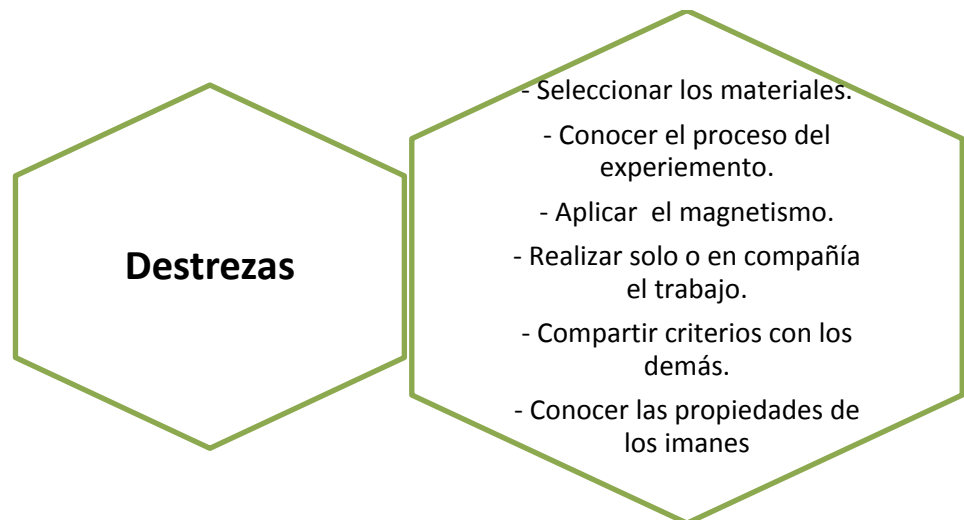 Destrezas
- Seleccionar los materiales.
- Conocer el proceso del
experiemento.
- Aplicar  el magnetismo.
- Realizar solo o en compañía
el trabajo.
- Compartir criterios con los
demás.
- Conocer las propiedades de
los imanes